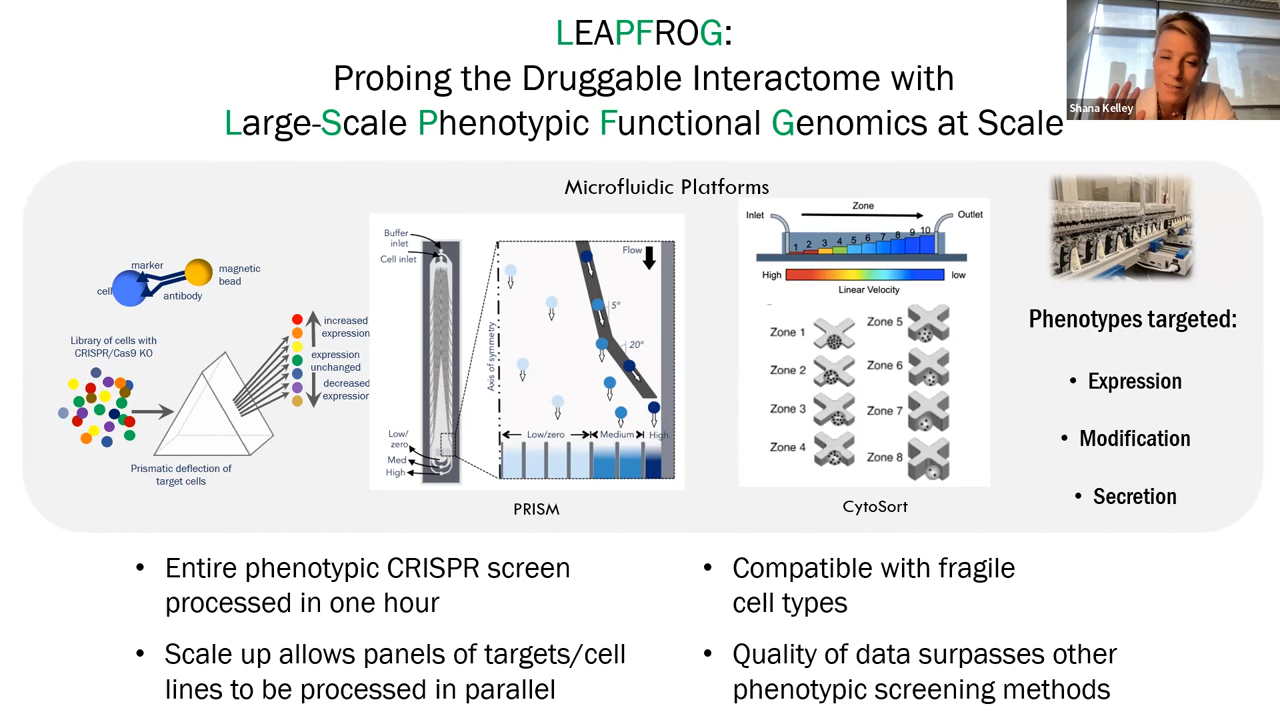 LEAPFROG:
Probing the Druggable Interactome with
Large-Scale Phenotypic Functional Genomics at Scale
Shana Kelley
Microfluidic Platforms
marker
cell
antibody
magnetic
bead
Library of cells with
CRISPR/Cas9 KO
increased
expression
expression
unchanged
decreased
expression
Prismatic deflection of
target cells
Buffer
inlet
Cell inlet
Low/
zero
Med
High
Axis of symmetry
Flow
5°
20°
Low/zero
Medium
High
PRISM
Zone
Inlet
Outlet
1 2 3 4 5 6 7 8 9 10
High
low
Linear Velocity
Zone 1
Zone 2
Zone 3
Zone 4
Zone 5
Zone 6
Zone 7
Zone 8
CytoSort
Phenotypes targeted:
• Expression
• Modification
• Secretion
• Entire phenotypic CRISPR screen
processed in one hour
• Scale up allows panels of targets/cell
lines to be processed in parallel
• Compatible with fragile
cell types
• Quality of data surpasses other
phenotypic screening methods